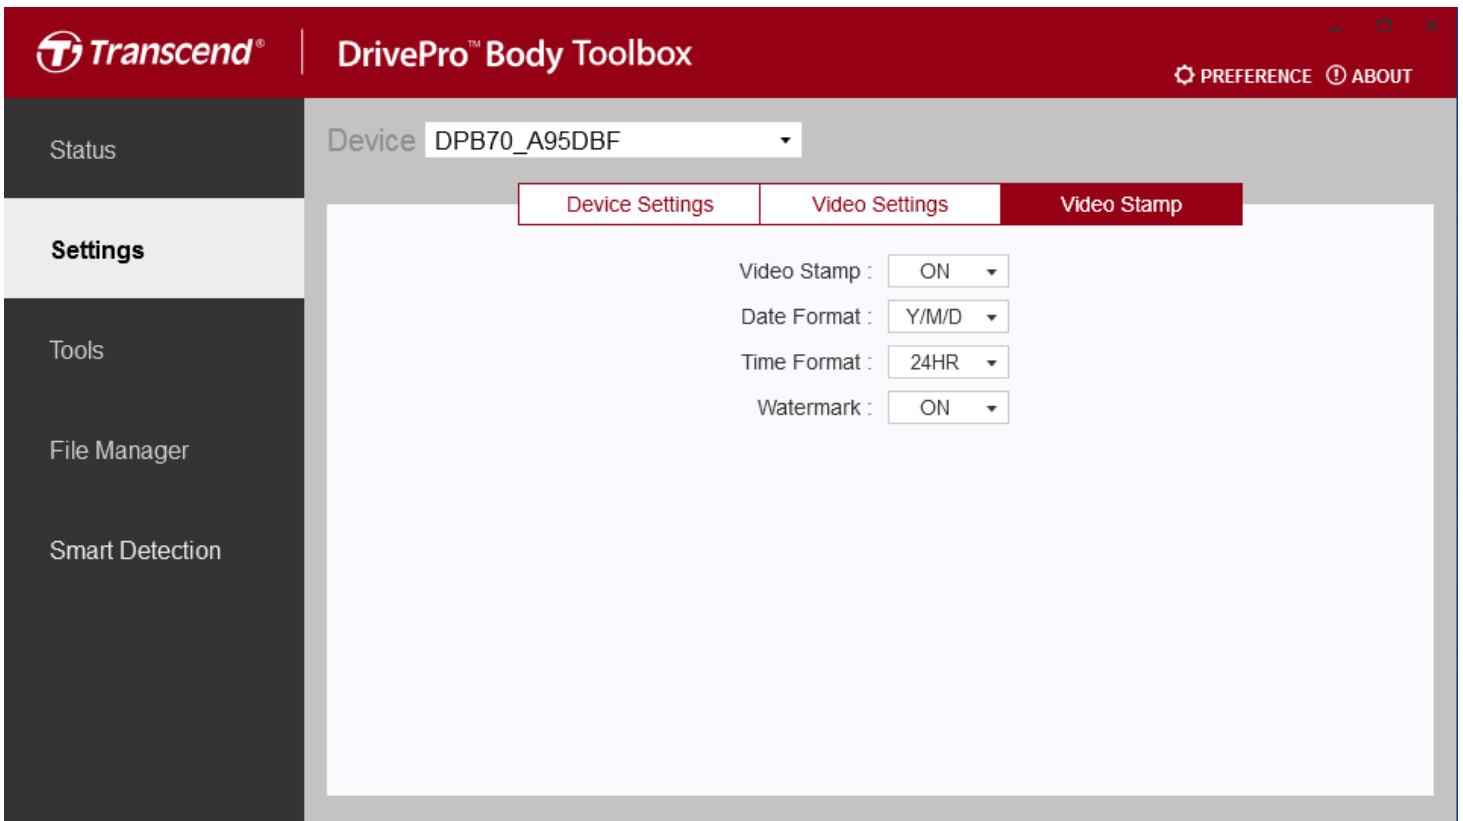 Transcend® DrivePro™ Body Toolbox
PREFERENCE ABOUT
Status
Settings
Tools
File Manager
Smart Detection
Device DPB70_A95DBF
Device Settings Video Settings Video Stamp
Video Stamp : ON
Date Format : Y/M/D
Time Format : 24HR
Watermark : ON